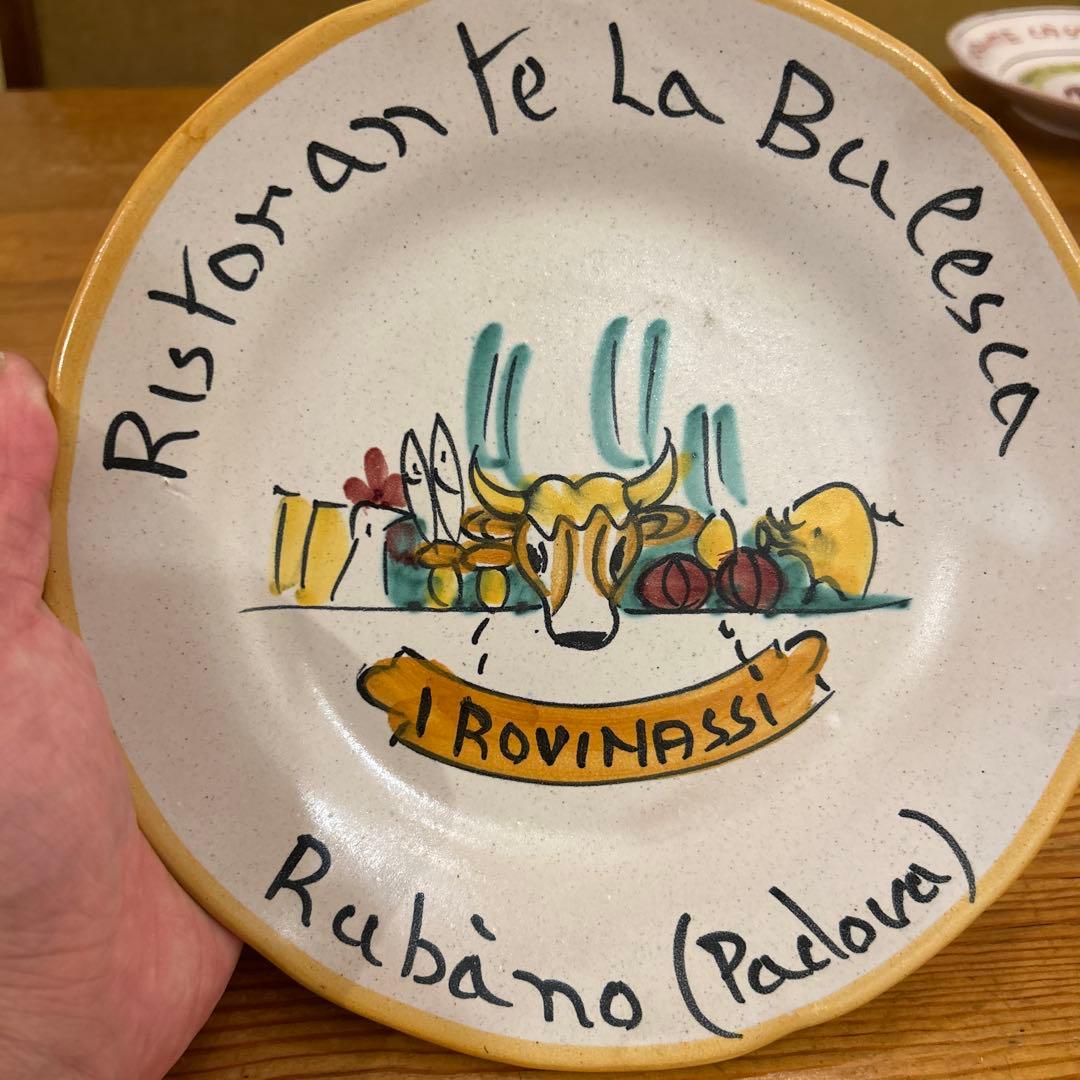 Ristorante La Bulesca
I ROVINASSI
Rubàno (Padova)